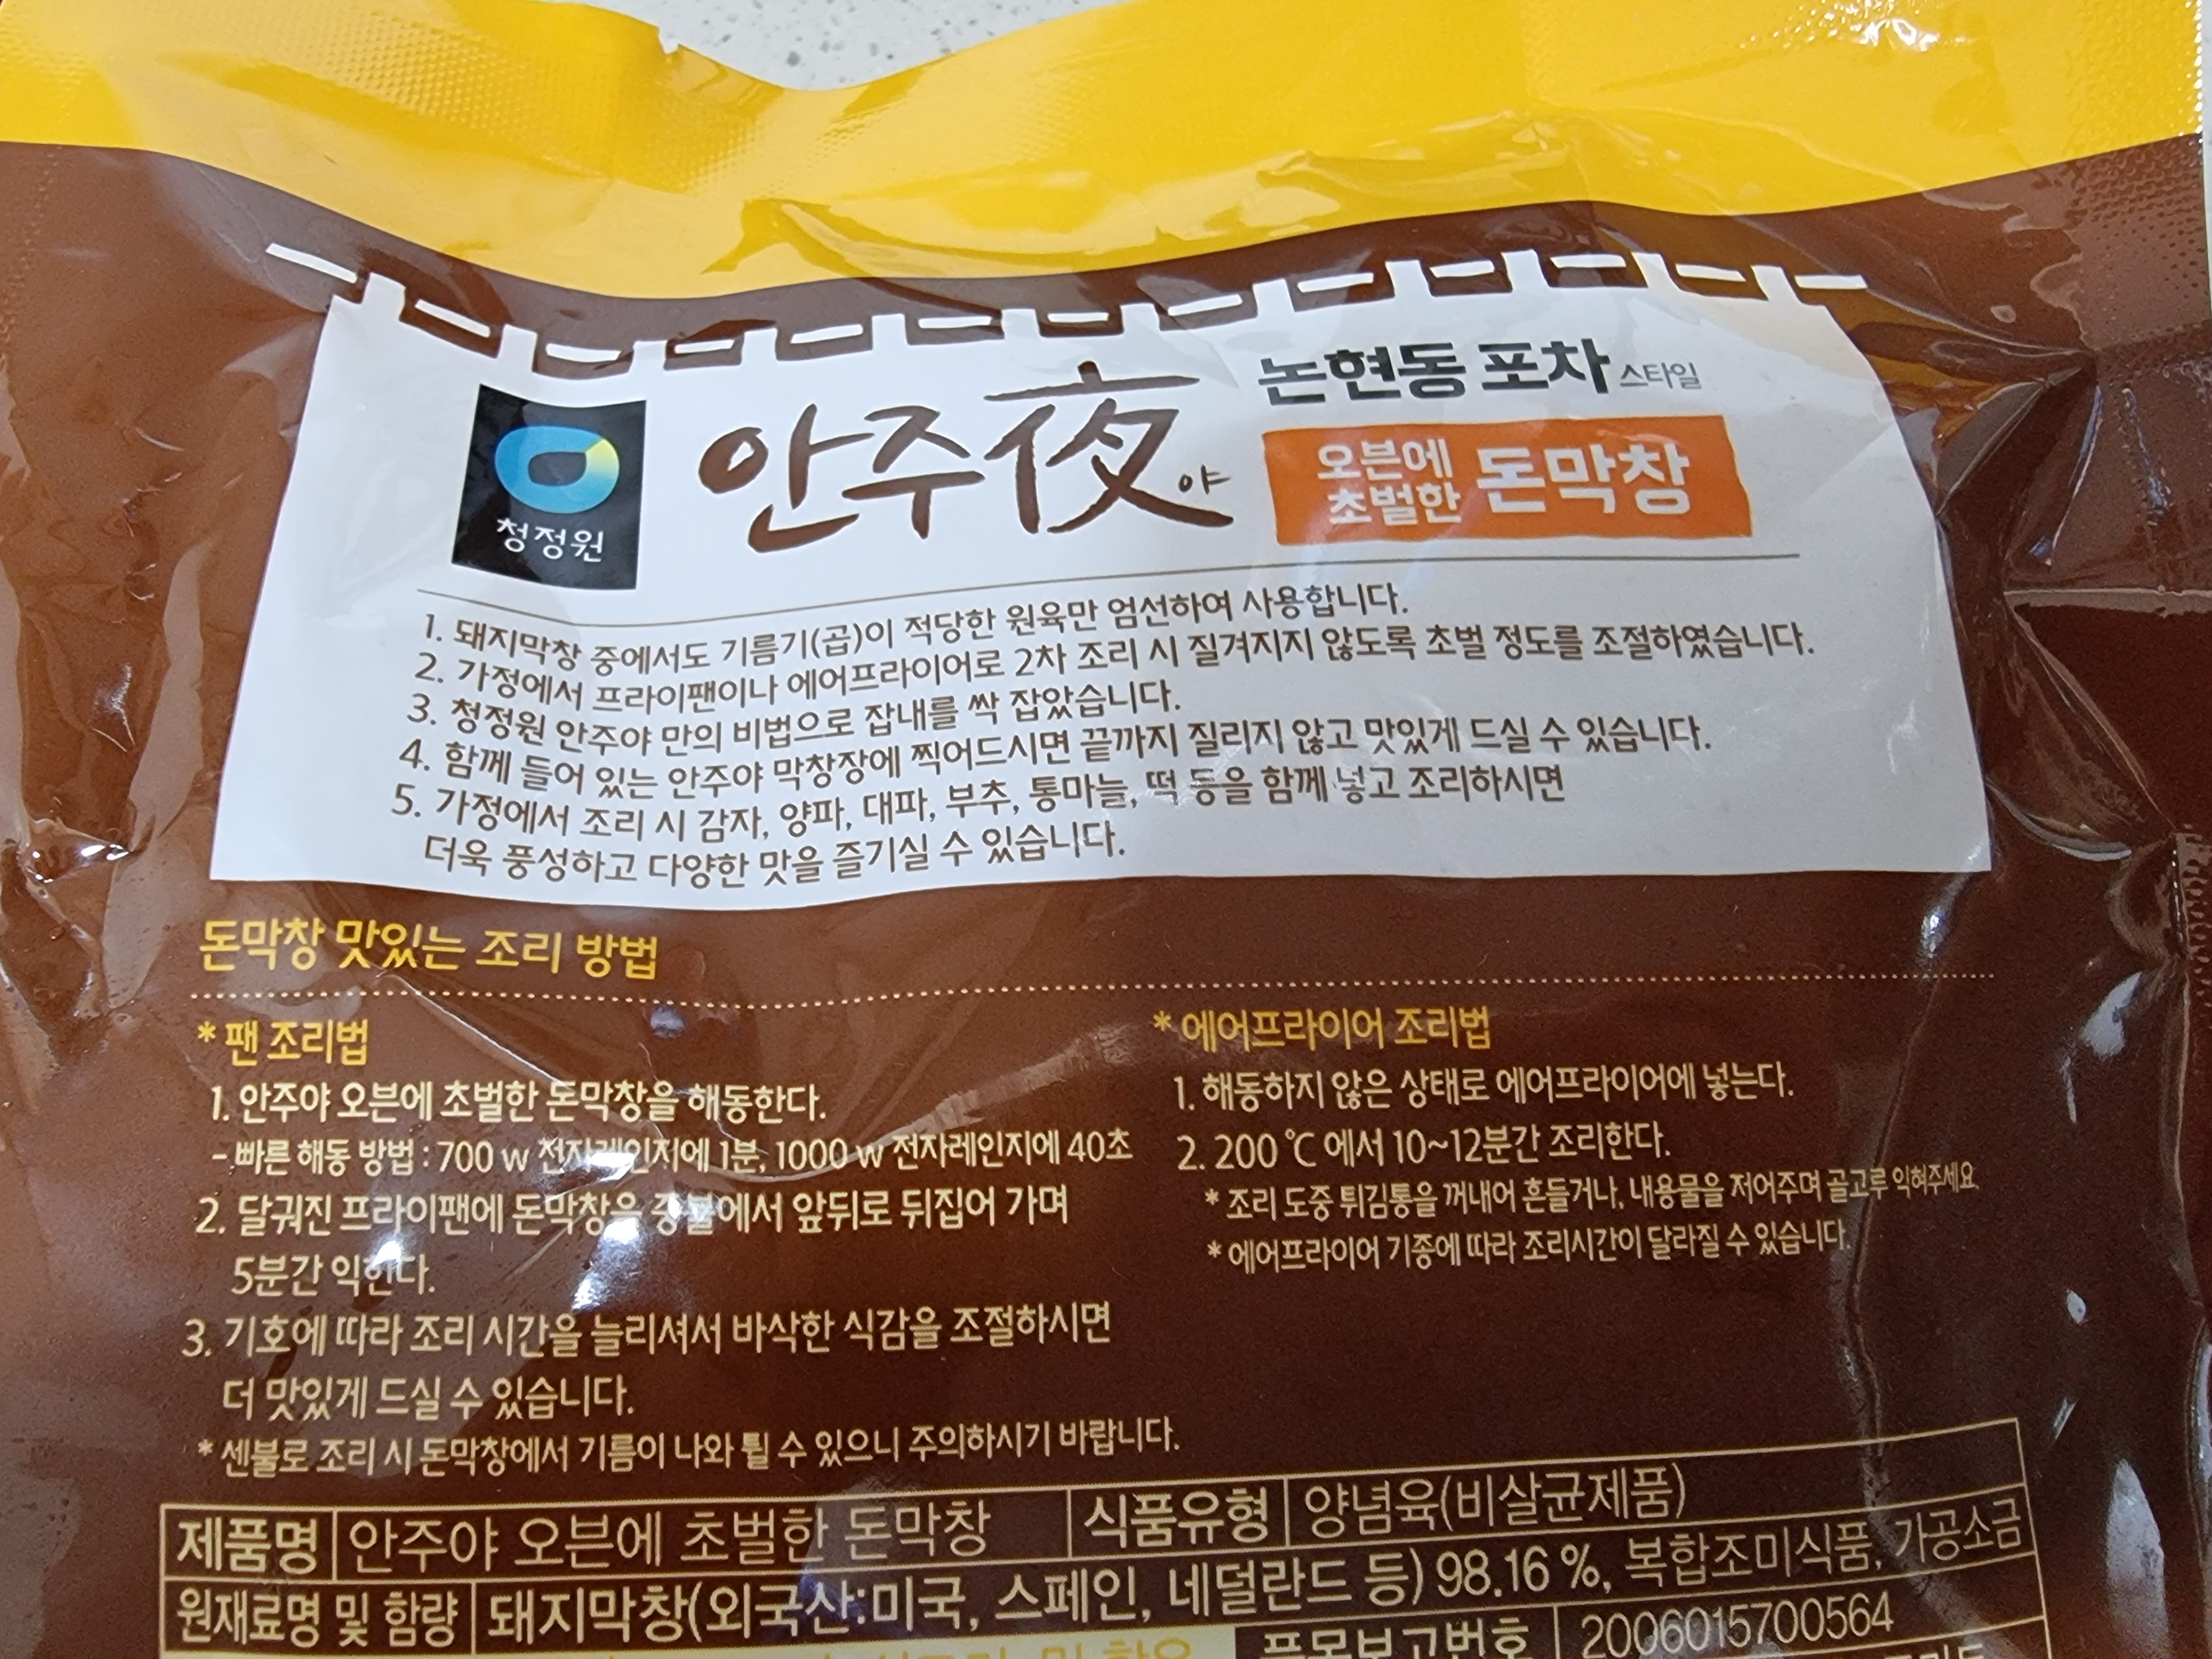 논현동 포차 스타일
안주夜야
오븐에
초벌한
돈막창
청정원
1. 돼지막창 중에서도 기름기(곱)이 적당한 원육만 엄선하여 사용합니다.
2. 가정에서 프라이팬이나 에어프라이어로 2차 조리 시 질겨지지 않도록 초벌 정도를 조절하였습니다.
3. 청정원 안주야 만의 비법으로 잡내를 싹 잡았습니다.
4. 함께 들어 있는 안주야 막창장에 찍어드시면 끝까지 질리지 않고 맛있게 드실 수 있습니다.
5. 가정에서 조리 시 감자, 양파, 대파, 부추, 통마늘, 떡 등을 함께 넣고 조리하시면
더욱 풍성하고 다양한 맛을 즐기실 수 있습니다.
돈막창 맛있는 조리 방법
* 팬 조리법
1. 안주야 오븐에 초벌한 돈막창을 해동한다.
- 빠른 해동 방법 : 700 w 전자레인지에 1분, 1000 w 전자레인지에 40초
2. 달궈진 프라이팬에 돈막창을 중불에서 앞뒤로 뒤집어 가며
5분간 익힌다.
3. 기호에 따라 조리 시간을 늘리셔서 바삭한 식감을 조절하시면
더 맛있게 드실 수 있습니다.
* 센불로 조리 시 돈막창에서 기름이 나와 튈 수 있으니 주의하시기 바랍니다.
* 에어프라이어 조리법
1. 해동하지 않은 상태로 에어프라이어에 넣는다.
2. 200 ℃ 에서 10~12분간 조리한다.
* 조리 도중 튀김통을 꺼내어 흔들거나, 내용물을 저어주며 골고루 익혀주세요.
* 에어프라이어 기종에 따라 조리시간이 달라질 수 있습니다.
제품명 안주야 오븐에 초벌한 돈막창 식품유형 양념육(비살균제품)
원재료명 및 함량 돼지막창(외국산:미국, 스페인, 네덜란드 등) 98.16 %, 복합조미식품, 가공소금
품목보고번호 2006015700564